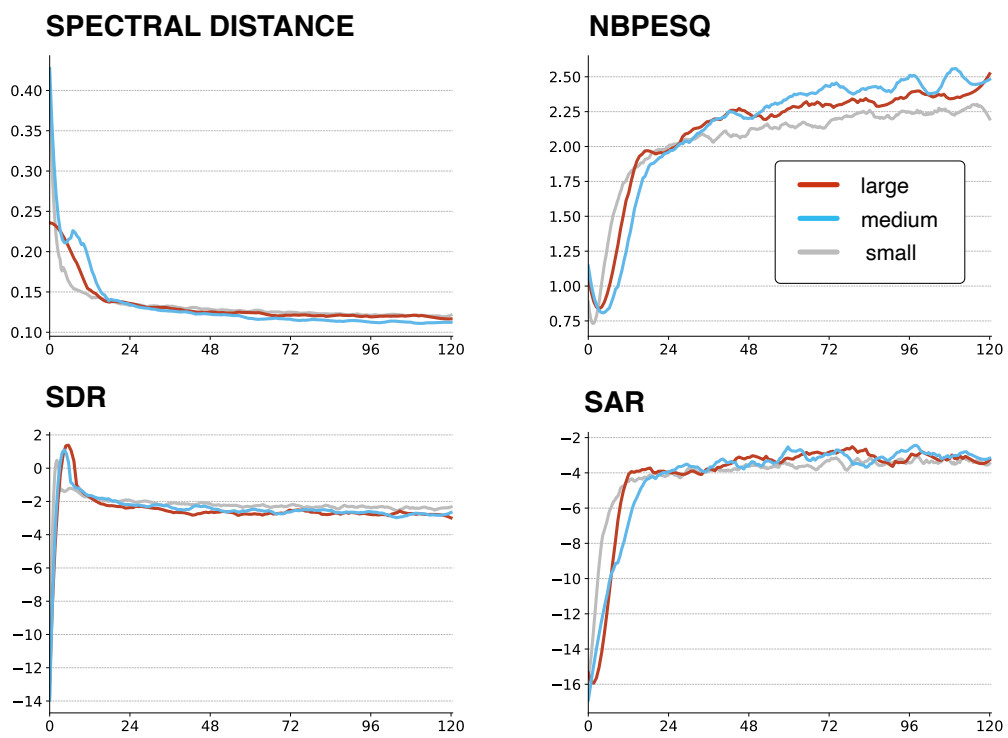 SPECTRAL DISTANCE
0.40
0.35
0.30
0.25
0.20
0.15
0.10
0 24 48 72 96 120
NBPESQ
2.50
2.25
2.00
1.75
1.50
1.25
1.00
0.75
0 24 48 72 96 120
large
medium
small
SDR
2
0
−2
−4
−6
−8
−10
−12
−14
0 24 48 72 96 120
SAR
−2
−4
−6
−8
−10
−12
−14
−16
0 24 48 72 96 120